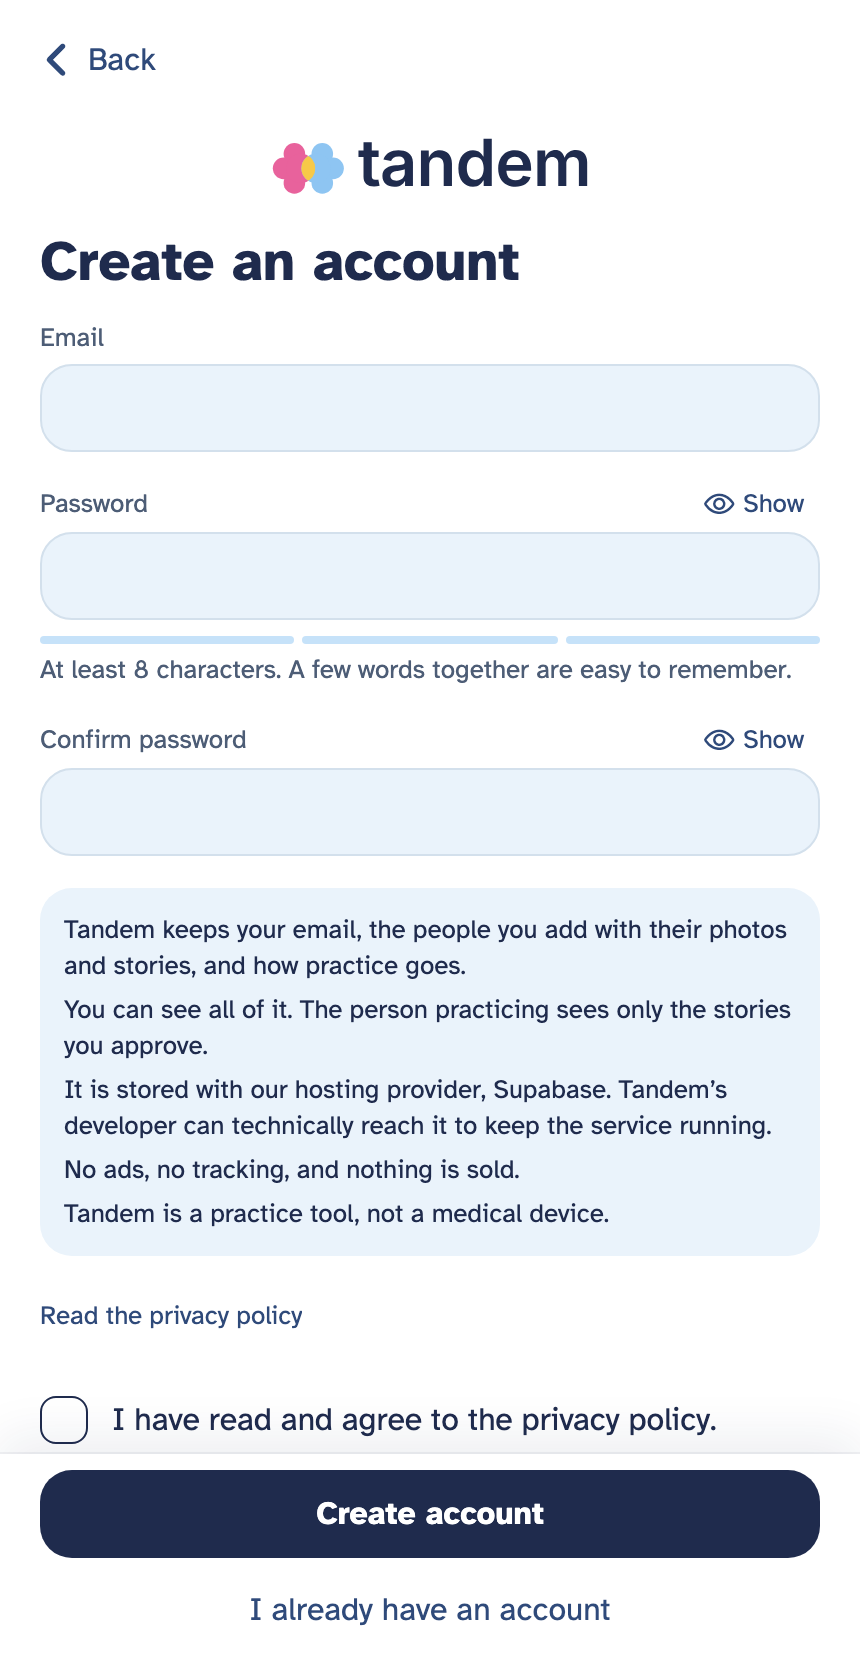 Back
tandem
Create an account
Email
Password
Show
At least 8 characters. A few words together are easy to remember.
Confirm password
Show
Tandem keeps your email, the people you add with their photos
and stories, and how practice goes.
You can see all of it. The person practicing sees only the stories
you approve.
It is stored with our hosting provider, Supabase. Tandem’s
developer can technically reach it to keep the service running.
No ads, no tracking, and nothing is sold.
Tandem is a practice tool, not a medical device.
Read the privacy policy
I have read and agree to the privacy policy.
Create account
I already have an account